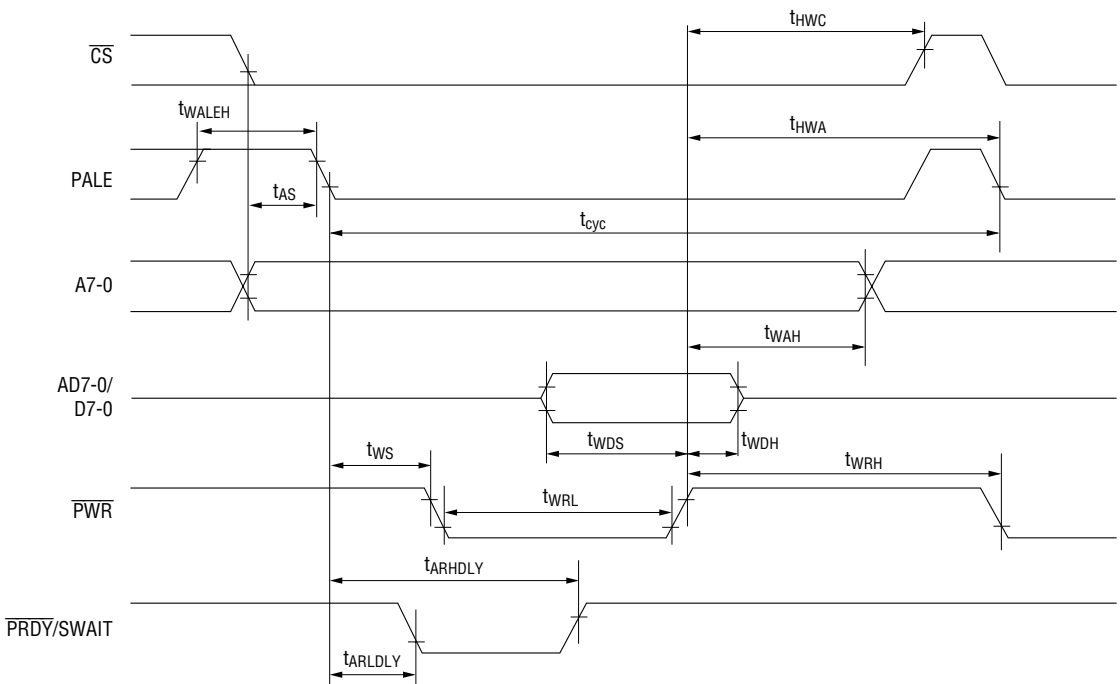 tHWC
CS
tWALEH
tHWA
PALE
tAS
tcyc
A7-0
tWAH
AD7-0/
D7-0
tWS
tWDS
tWDH
tWRH
PWR
tWRL
tARHDLY
PRDY/SWAIT
tARLDLY